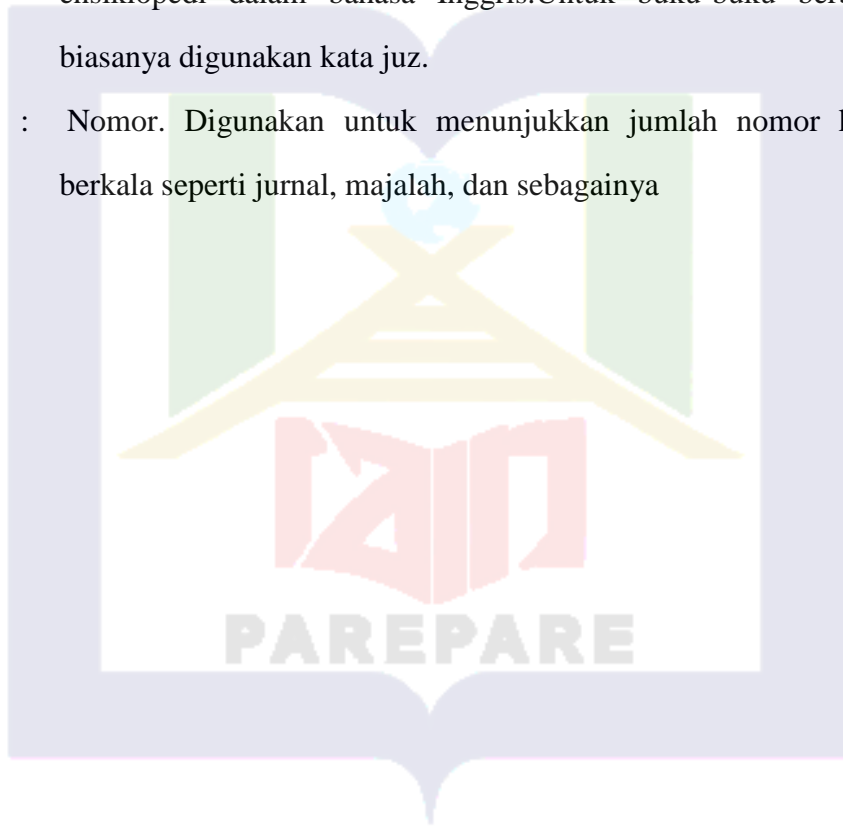 ensiklopedi dalam bahasa Inggris.Untuk buku-buku
biasanya digunakan kata juz.
: Nomor. Digunakan untuk menunjukkan jumlah nomor
berkala seperti jurnal, majalah, dan sebagainya
iain
PAREPARE